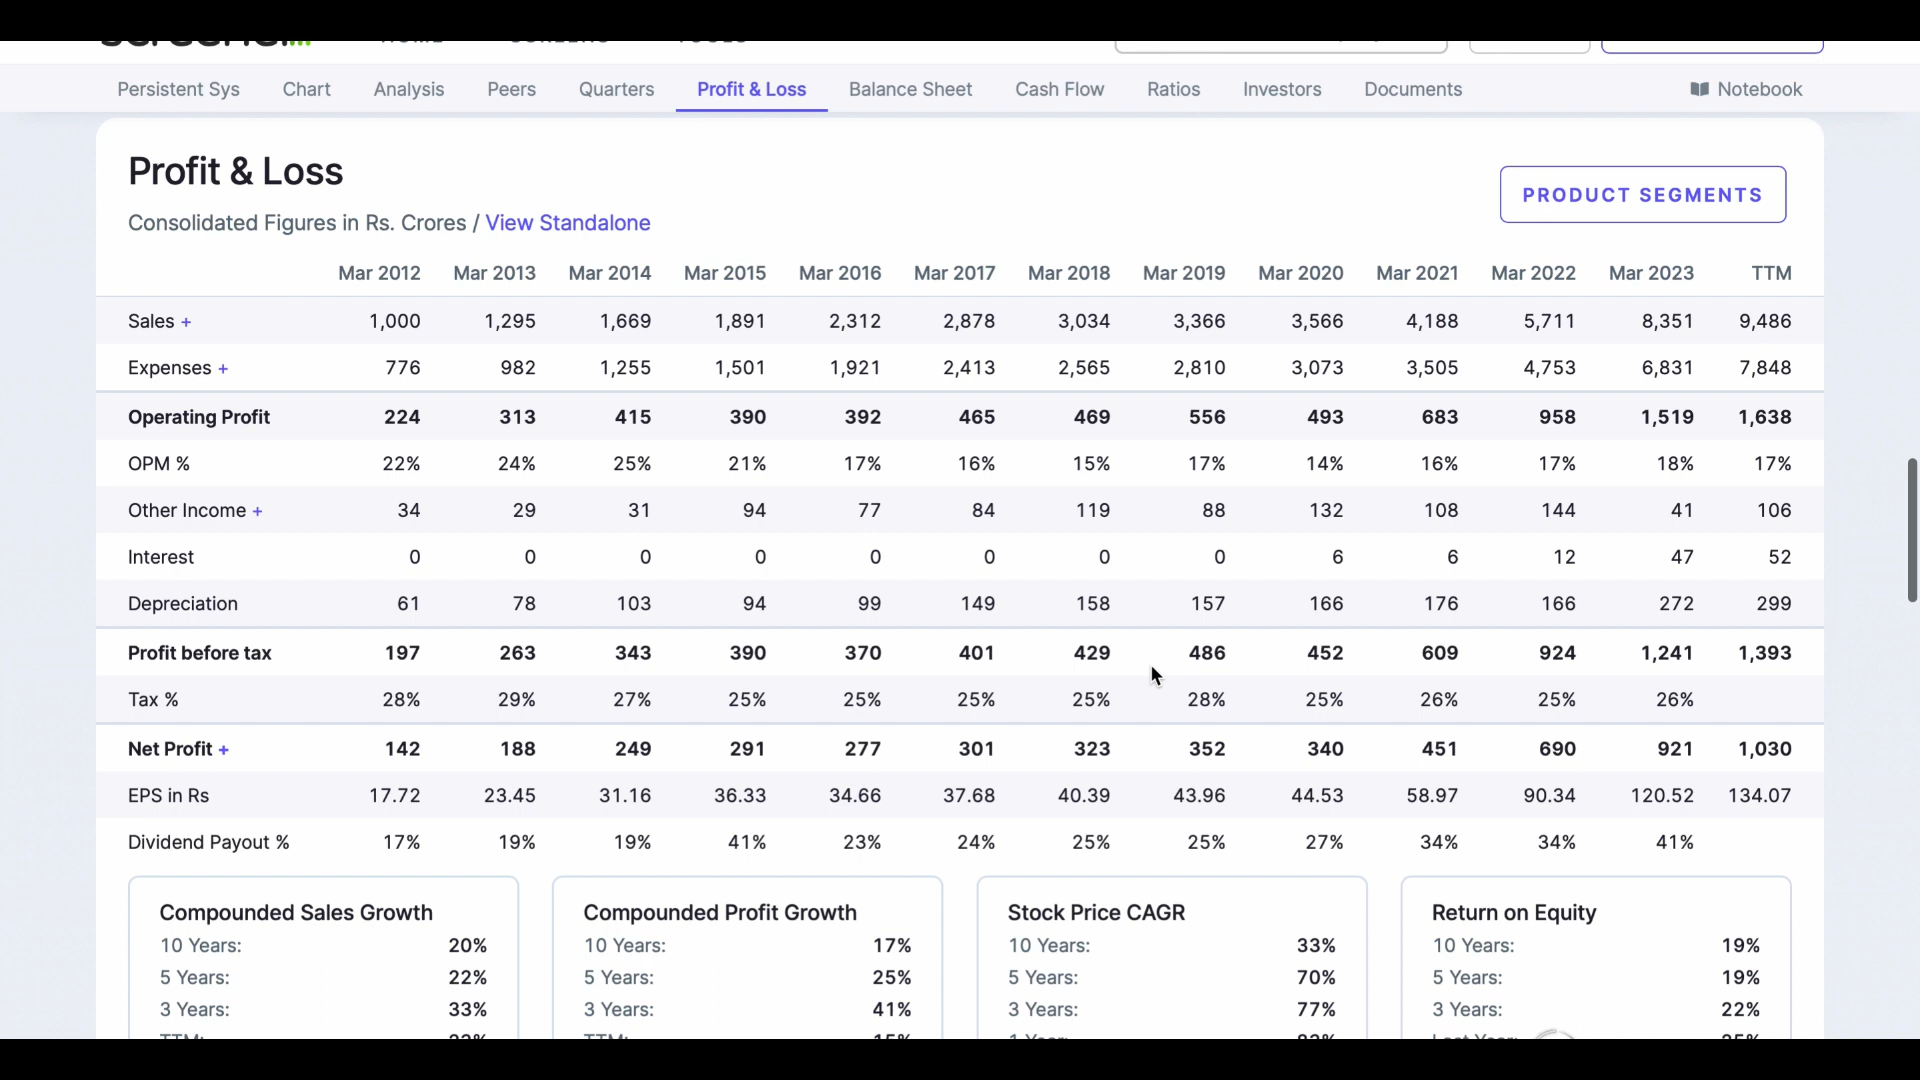 Persistent Sys Chart Analysis Peers Quarters Profit & Loss Balance Sheet Cash Flow Ratios Investors Documents Notebook
Profit & Loss
PRODUCT SEGMENTS
Consolidated Figures in Rs. Crores / View Standalone
Mar 2012 Mar 2013 Mar 2014 Mar 2015 Mar 2016 Mar 2017 Mar 2018 Mar 2019 Mar 2020 Mar 2021 Mar 2022 Mar 2023 TTM
Sales + 1,000 1,295 1,669 1,891 2,312 2,878 3,034 3,366 3,566 4,188 5,711 8,351 9,486
Expenses + 776 982 1,255 1,501 1,921 2,413 2,565 2,810 3,073 3,505 4,753 6,831 7,848
Operating Profit 224 313 415 390 392 465 469 556 493 683 958 1,519 1,638
OPM % 22% 24% 25% 21% 17% 16% 15% 17% 14% 16% 17% 18% 17%
Other Income + 34 29 31 94 77 84 119 88 132 108 144 41 106
Interest 0 0 0 0 0 0 0 0 6 6 12 47 52
Depreciation 61 78 103 94 99 149 158 157 166 176 166 272 299
Profit before tax 197 263 343 390 370 401 429 486 452 609 924 1,241 1,393
Tax % 28% 29% 27% 25% 25% 25% 25% 28% 25% 26% 25% 26%
Net Profit + 142 188 249 291 277 301 323 352 340 451 690 921 1,030
EPS in Rs 17.72 23.45 31.16 36.33 34.66 37.68 40.39 43.96 44.53 58.97 90.34 120.52 134.07
Dividend Payout % 17% 19% 19% 41% 23% 24% 25% 25% 27% 34% 34% 41%
Compounded Sales Growth
10 Years: 20%
5 Years: 22%
3 Years: 33%
Compounded Profit Growth
10 Years: 17%
5 Years: 25%
3 Years: 41%
Stock Price CAGR
10 Years: 33%
5 Years: 70%
3 Years: 77%
Return on Equity
10 Years: 19%
5 Years: 19%
3 Years: 22%